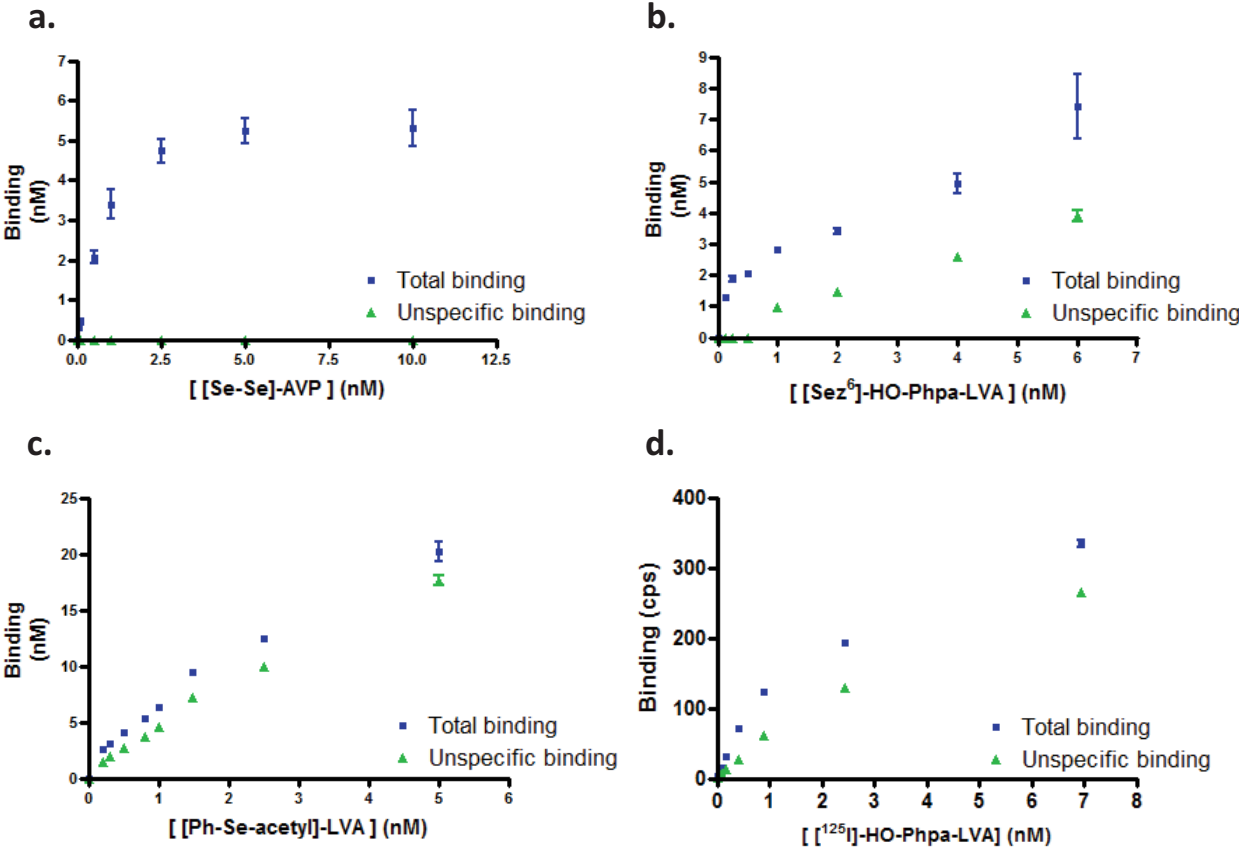 a.
7
6
5
4
3
2
1
0
Binding
(nM)
Total binding
Unspecific binding
0.0
2.5
5.0
7.5
10.0
12.5
[ [Se-Se]-AVP ] (nM)
b.
9
8
7
6
5
4
3
2
1
0
Binding
(nM)
Total binding
Unspecific binding
0
1
2
3
4
5
6
7
[ [Sez⁶]-HO-Phpa-LVA ] (nM)
c.
25
20
15
10
5
0
Binding
(nM)
Total binding
Unspecific binding
0
1
2
3
4
5
6
[ [Ph-Se-acetyl]-LVA ] (nM)
d.
400
300
200
100
0
Binding (cps)
Total binding
Unspecific binding
0
1
2
3
4
5
6
7
8
[ [¹²⁵I]-HO-Phpa-LVA] (nM)